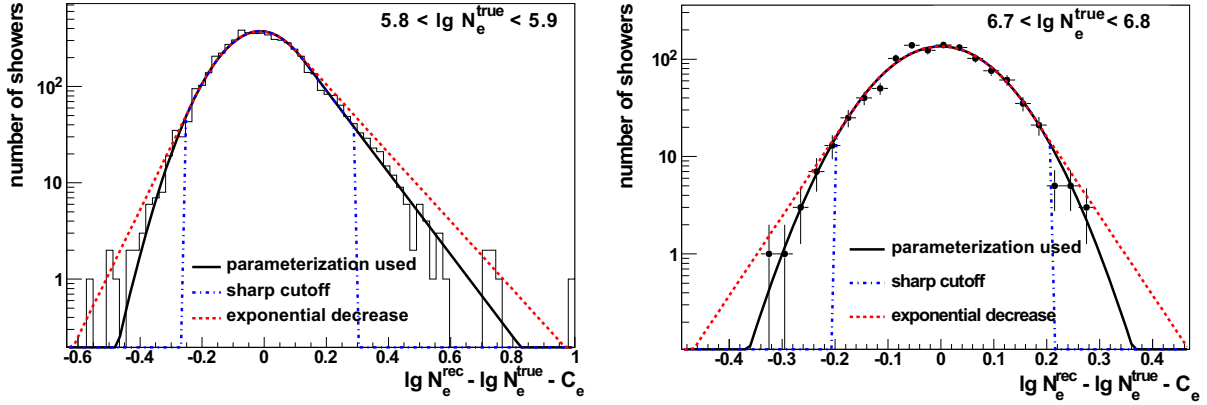 5.8 < lg N_e^true < 5.9
number of showers
10^2
10
1
parameterization used
sharp cutoff
exponential decrease
-0.6 -0.4 -0.2 0 0.2 0.4 0.6 0.8 1
lg N_e^rec - lg N_e^true - C_e
6.7 < lg N_e^true < 6.8
number of showers
10^2
10
1
parameterization used
sharp cutoff
exponential decrease
-0.4 -0.3 -0.2 -0.1 0 0.1 0.2 0.3 0.4
lg N_e^rec - lg N_e^true - C_e